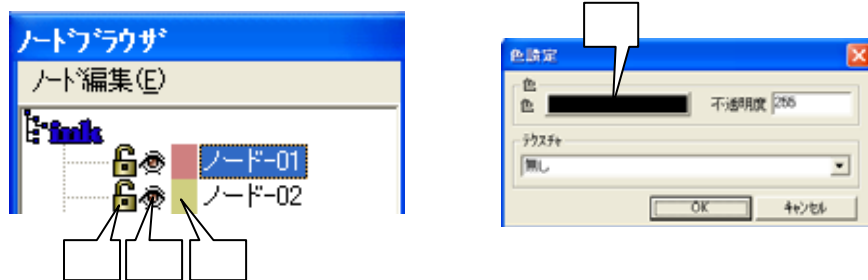 ノードブラウザ
ノード編集(E)
ink
ノード-01
ノード-02
色設定
色
色
不透明度 255
テクスチャ
無し
OK キャンセル